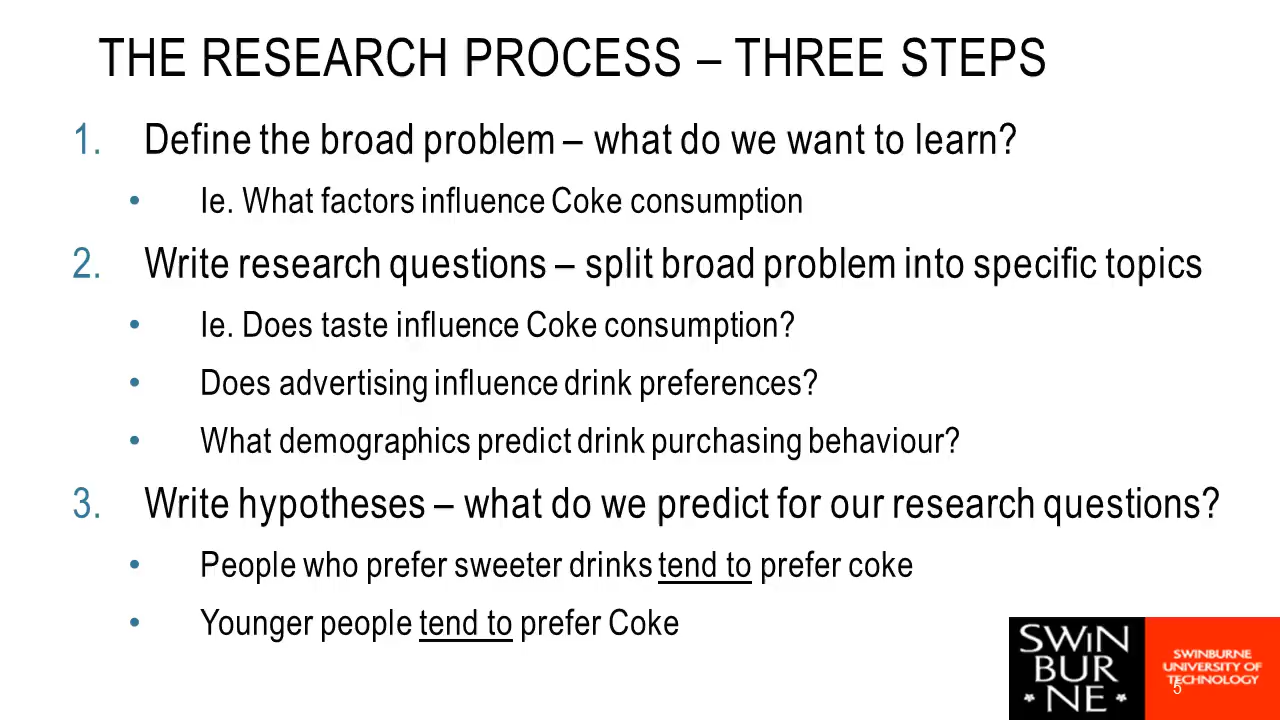 THE RESEARCH PROCESS – THREE STEPS
1. Define the broad problem – what do we want to learn?
• Ie. What factors influence Coke consumption
2. Write research questions – split broad problem into specific topics
• Ie. Does taste influence Coke consumption?
• Does advertising influence drink preferences?
• What demographics predict drink purchasing behaviour?
3. Write hypotheses – what do we predict for our research questions?
• People who prefer sweeter drinks tend to prefer coke
• Younger people tend to prefer Coke
SWIN
BUR
* NE *
SWINBURNE
UNIVERSITY OF
TECHNOLOGY
5